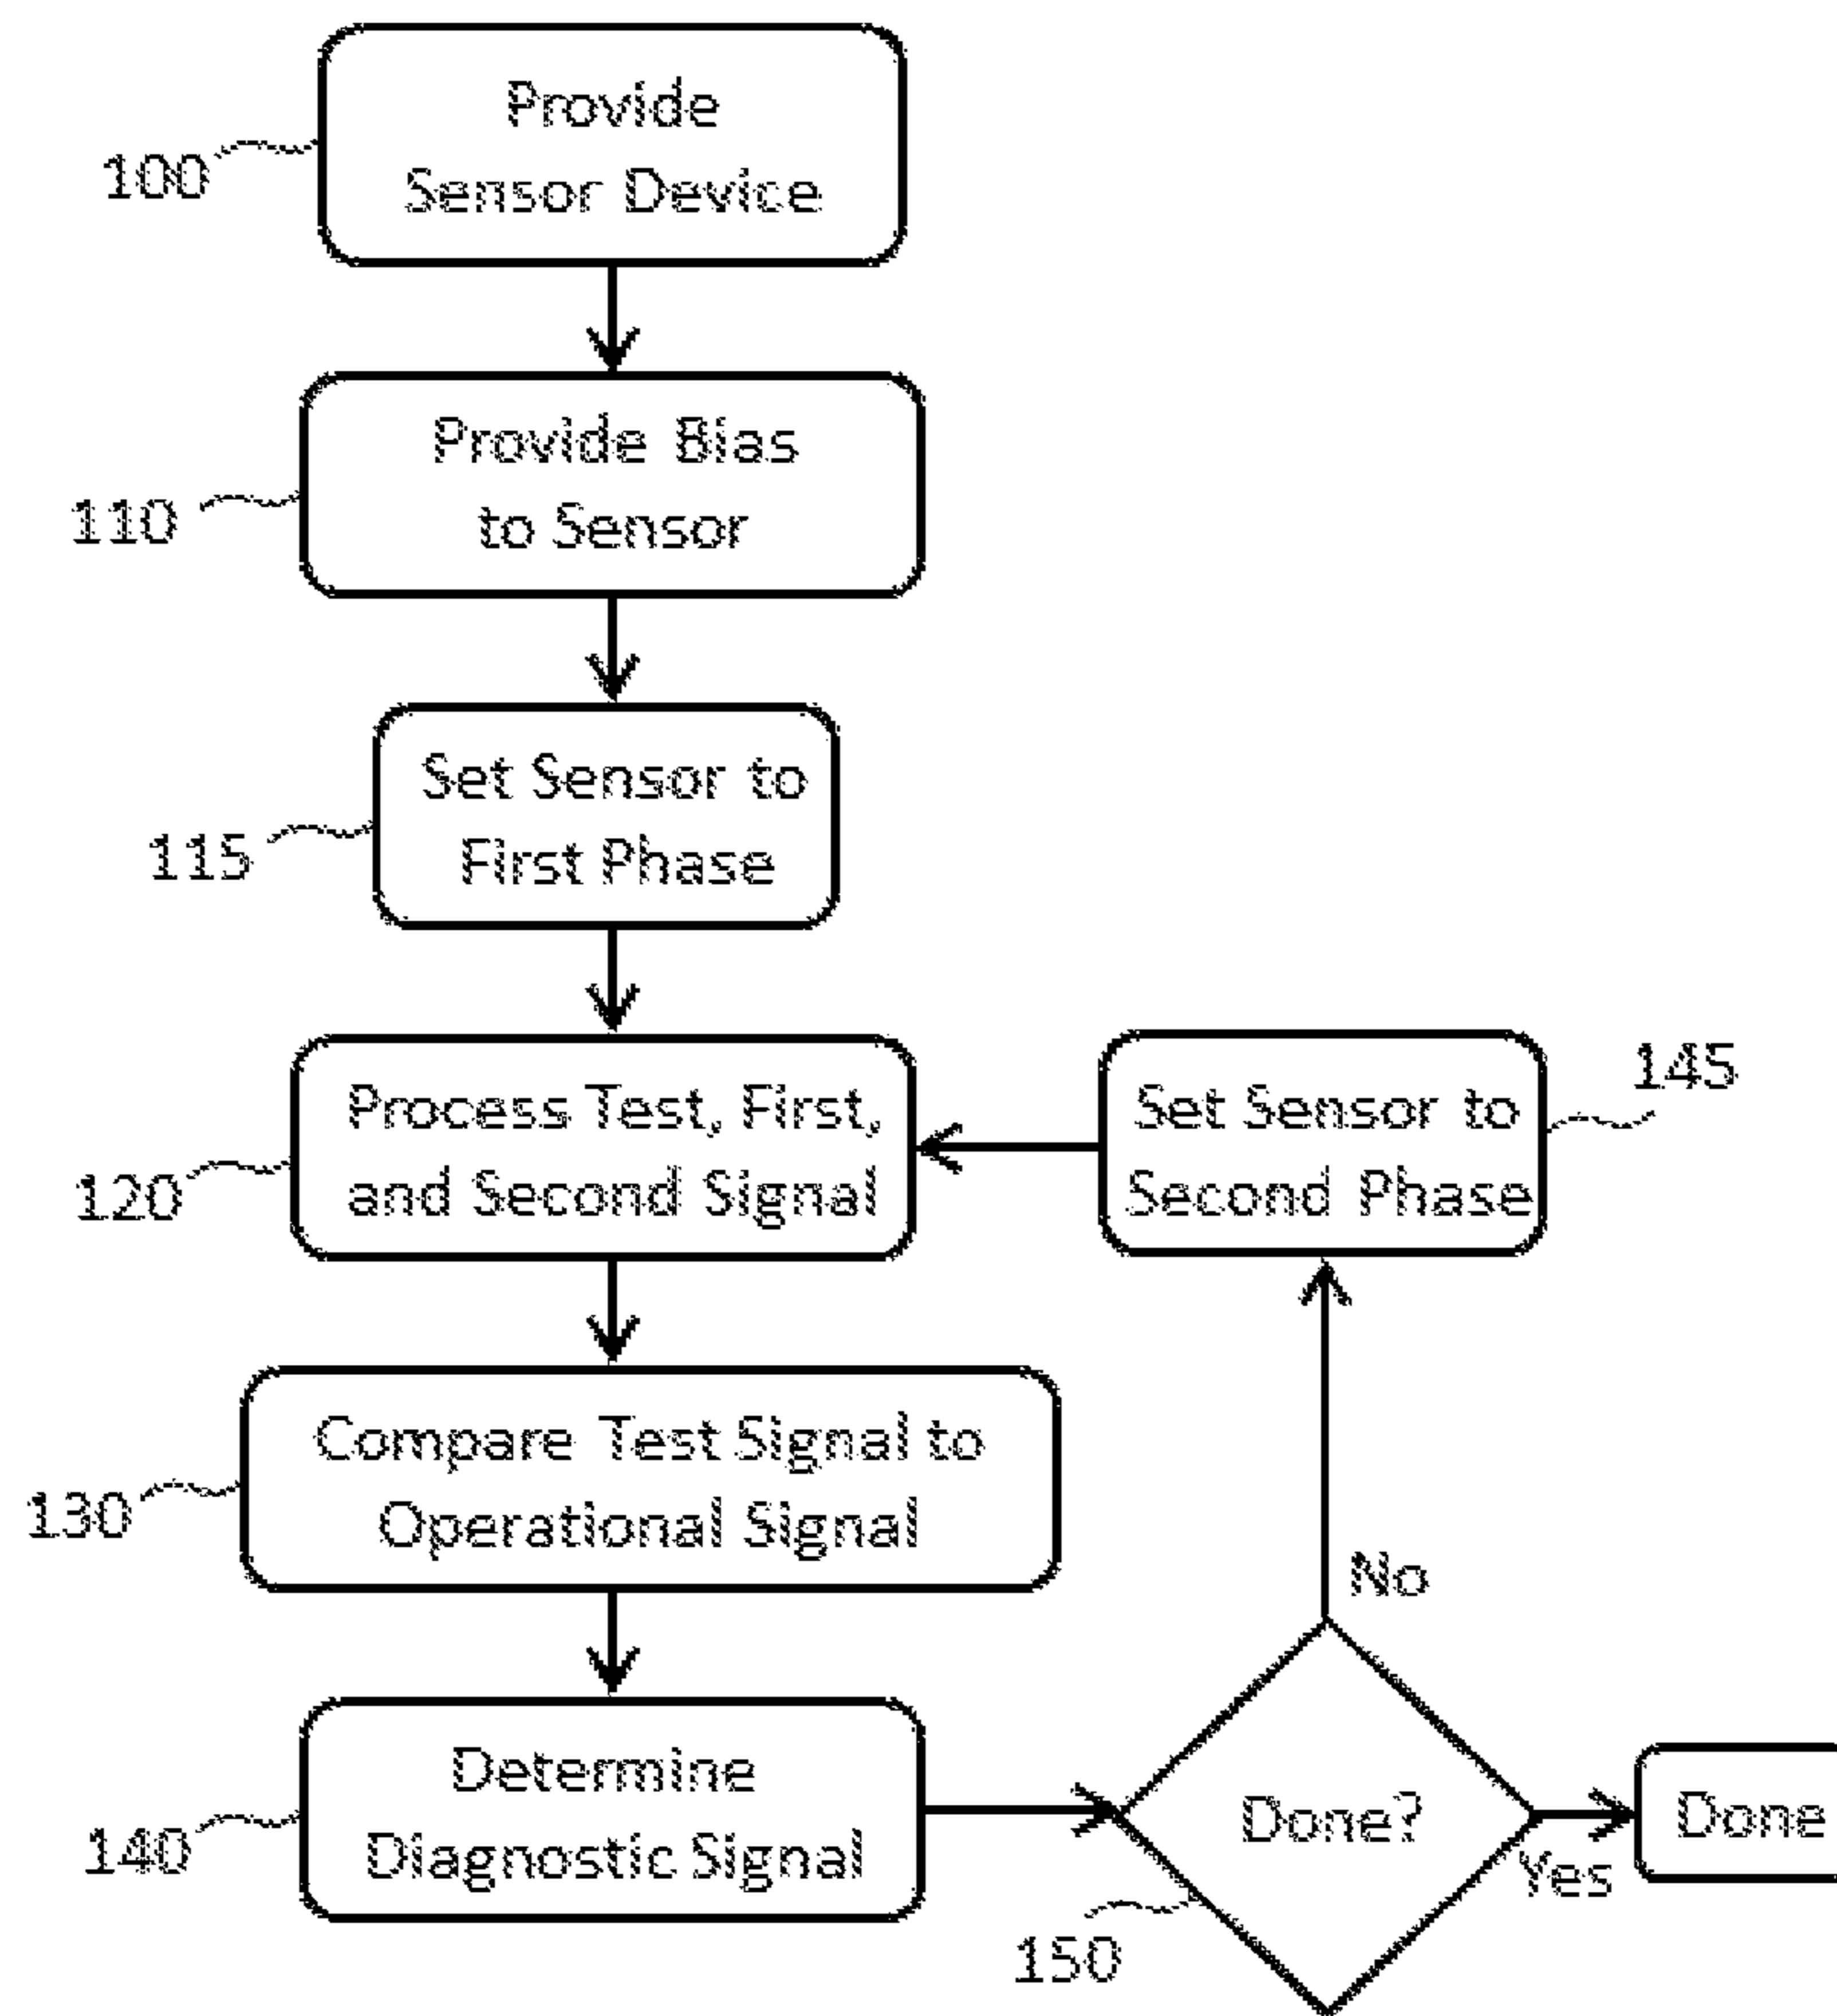 Provide
Sensor Device
100
Provide Bias
to Sensor
110
Set Sensor to
First Phase
115
Process Test, First,
and Second Signal
120
Set Sensor to
Second Phase
145
Compare Test Signal to
Operational Signal
130
No
Determine
Diagnostic Signal
140
Done?
150
Yes
Done